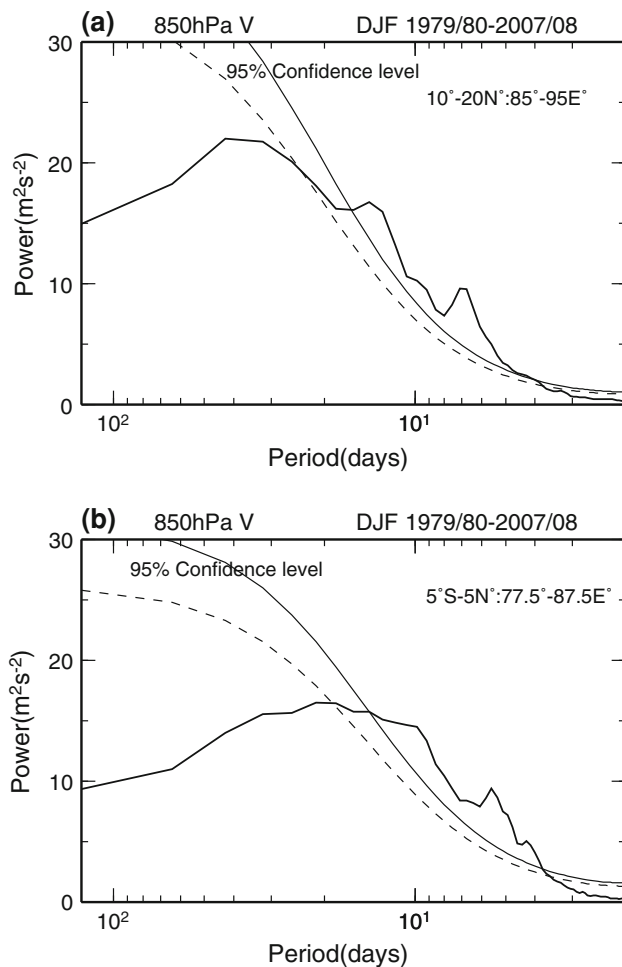 (a) 850hPa V DJF 1979/80-2007/08
30
95% Confidence level
10°-20N°:85°-95E°
20
Power(m²s⁻²)
10
0
10² 10¹
Period(days)
(b) 850hPa V DJF 1979/80-2007/08
30
95% Confidence level
5°S-5N°:77.5°-87.5E°
20
Power(m²s⁻²)
10
0
10² 10¹
Period(days)